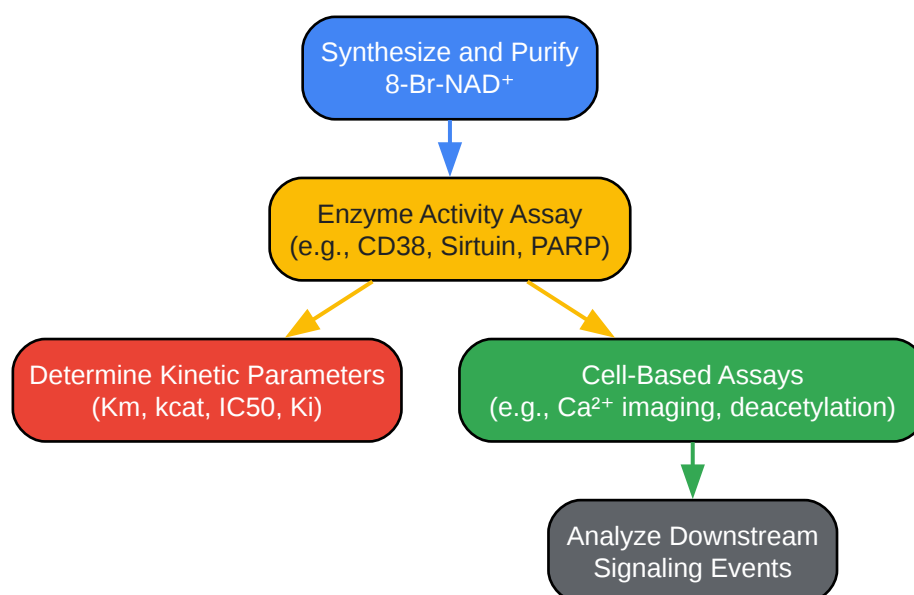 Synthesize and Purify
8-Br-NAD⁺
Enzyme Activity Assay
(e.g., CD38, Sirtuin, PARP)
Determine Kinetic Parameters
(Km, kcat, IC50, Ki)
Cell-Based Assays
(e.g., Ca²⁺ imaging, deacetylation)
Analyze Downstream
Signaling Events